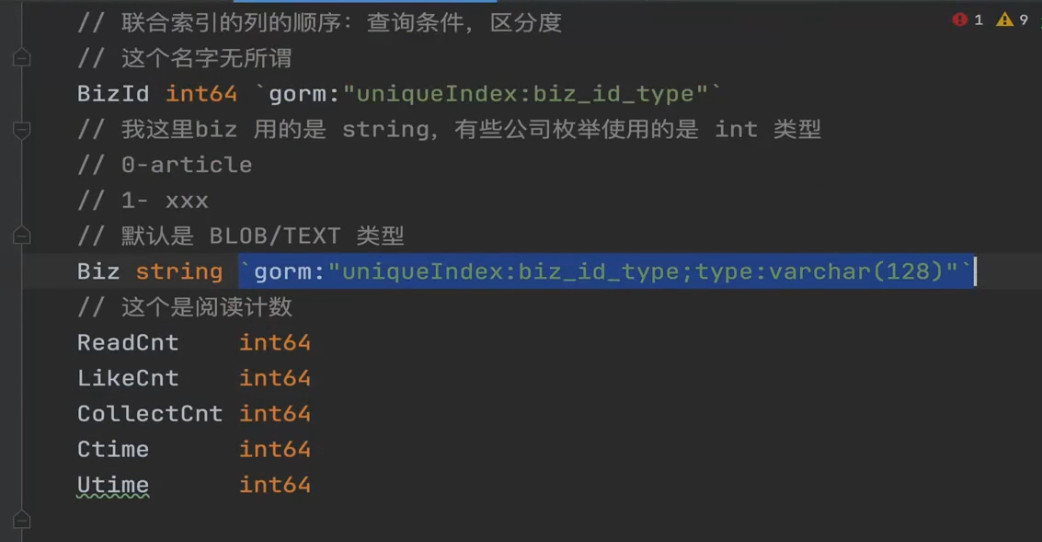 // 联合索引的列的顺序：查询条件，区分度
// 这个名字无所谓
BizId int64 `gorm:"uniqueIndex:biz_id_type"`
// 我这里biz 用的是 string，有些公司枚举使用的是 int 类型
// 0-article
// 1- xxx
// 默认是 BLOB/TEXT 类型
Biz string `gorm:"uniqueIndex:biz_id_type;type:varchar(128)"`
// 这个是阅读计数
ReadCnt int64
LikeCnt int64
CollectCnt int64
Ctime int64
Utime int64
1 9